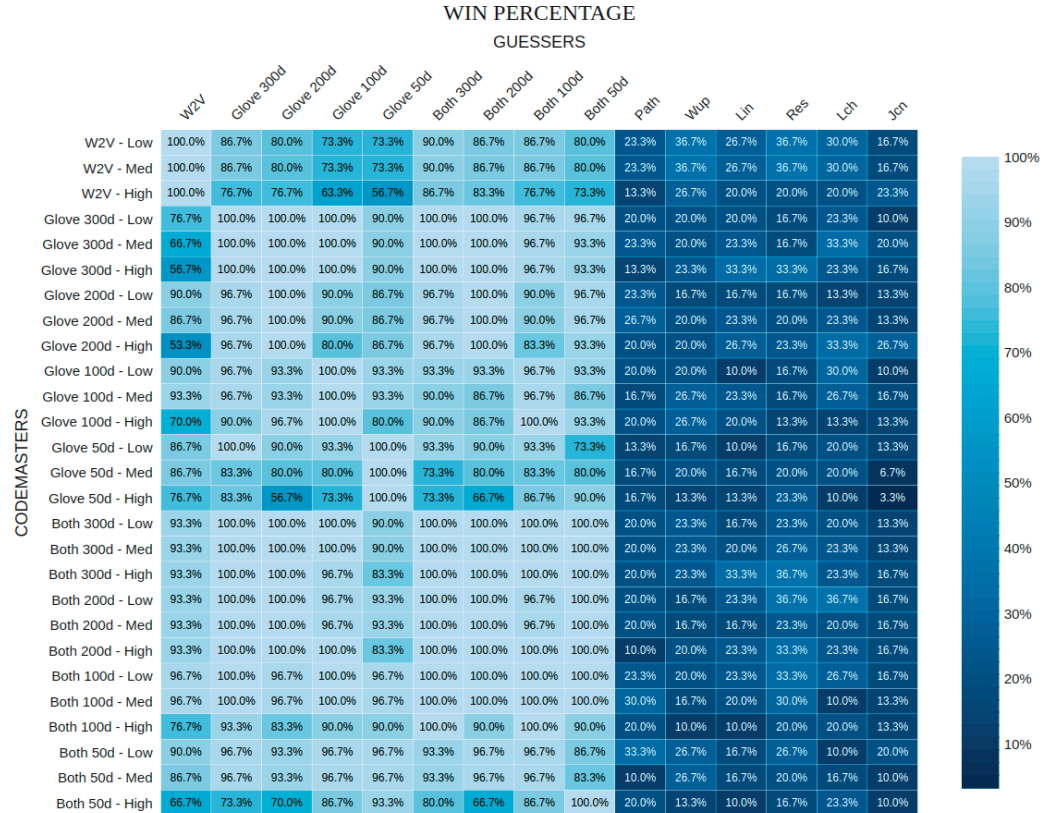 WIN PERCENTAGE
GUESSERS
W2V Glove 300d Glove 200d Glove 100d Glove 50d Both 300d Both 200d Both 100d Both 50d Path Wup Lin Res Lch Jcn
CODEMASTERS
W2V - Low 100.0% 86.7% 80.0% 73.3% 73.3% 90.0% 86.7% 86.7% 80.0% 23.3% 36.7% 26.7% 36.7% 30.0% 16.7%
W2V - Med 100.0% 86.7% 80.0% 73.3% 73.3% 90.0% 86.7% 86.7% 80.0% 23.3% 36.7% 26.7% 36.7% 30.0% 16.7%
W2V - High 100.0% 76.7% 76.7% 63.3% 56.7% 86.7% 83.3% 76.7% 73.3% 13.3% 26.7% 20.0% 20.0% 20.0% 23.3%
Glove 300d - Low 76.7% 100.0% 100.0% 100.0% 90.0% 100.0% 100.0% 96.7% 96.7% 20.0% 20.0% 20.0% 16.7% 23.3% 10.0%
Glove 300d - Med 66.7% 100.0% 100.0% 100.0% 90.0% 100.0% 100.0% 96.7% 93.3% 23.3% 20.0% 23.3% 16.7% 33.3% 20.0%
Glove 300d - High 56.7% 100.0% 100.0% 100.0% 90.0% 100.0% 100.0% 96.7% 93.3% 13.3% 23.3% 33.3% 33.3% 23.3% 16.7%
Glove 200d - Low 90.0% 96.7% 100.0% 90.0% 86.7% 96.7% 100.0% 90.0% 96.7% 23.3% 16.7% 16.7% 16.7% 13.3% 13.3%
Glove 200d - Med 86.7% 96.7% 100.0% 90.0% 86.7% 96.7% 100.0% 90.0% 96.7% 26.7% 20.0% 23.3% 20.0% 23.3% 13.3%
Glove 200d - High 53.3% 96.7% 100.0% 80.0% 86.7% 96.7% 100.0% 83.3% 93.3% 20.0% 20.0% 26.7% 23.3% 33.3% 26.7%
Glove 100d - Low 90.0% 96.7% 93.3% 100.0% 93.3% 93.3% 93.3% 96.7% 93.3% 20.0% 20.0% 10.0% 16.7% 30.0% 10.0%
Glove 100d - Med 93.3% 96.7% 93.3% 100.0% 93.3% 90.0% 86.7% 96.7% 86.7% 16.7% 26.7% 23.3% 16.7% 26.7% 16.7%
Glove 100d - High 70.0% 90.0% 96.7% 100.0% 80.0% 90.0% 86.7% 100.0% 93.3% 20.0% 26.7% 20.0% 13.3% 13.3% 13.3%
Glove 50d - Low 86.7% 100.0% 90.0% 93.3% 100.0% 93.3% 90.0% 93.3% 73.3% 13.3% 16.7% 10.0% 16.7% 20.0% 13.3%
Glove 50d - Med 86.7% 83.3% 80.0% 80.0% 100.0% 73.3% 80.0% 83.3% 80.0% 16.7% 20.0% 16.7% 20.0% 20.0% 6.7%
Glove 50d - High 76.7% 83.3% 56.7% 73.3% 100.0% 73.3% 66.7% 86.7% 90.0% 16.7% 13.3% 13.3% 23.3% 10.0% 3.3%
Both 300d - Low 93.3% 100.0% 100.0% 100.0% 90.0% 100.0% 100.0% 100.0% 100.0% 20.0% 23.3% 16.7% 23.3% 20.0% 13.3%
Both 300d - Med 93.3% 100.0% 100.0% 100.0% 90.0% 100.0% 100.0% 100.0% 100.0% 20.0% 23.3% 20.0% 26.7% 23.3% 13.3%
Both 300d - High 93.3% 100.0% 100.0% 96.7% 83.3% 100.0% 100.0% 100.0% 100.0% 20.0% 23.3% 33.3% 36.7% 23.3% 16.7%
Both 200d - Low 93.3% 100.0% 100.0% 96.7% 93.3% 100.0% 100.0% 96.7% 100.0% 20.0% 16.7% 23.3% 36.7% 36.7% 16.7%
Both 200d - Med 93.3% 100.0% 100.0% 96.7% 93.3% 100.0% 100.0% 96.7% 100.0% 20.0% 16.7% 16.7% 23.3% 20.0% 16.7%
Both 200d - High 93.3% 100.0% 100.0% 100.0% 83.3% 100.0% 100.0% 96.7% 100.0% 10.0% 20.0% 23.3% 33.3% 23.3% 16.7%
Both 100d - Low 96.7% 100.0% 96.7% 100.0% 96.7% 100.0% 100.0% 100.0% 100.0% 23.3% 20.0% 23.3% 33.3% 26.7% 16.7%
Both 100d - Med 96.7% 100.0% 96.7% 100.0% 96.7% 100.0% 100.0% 100.0% 100.0% 30.0% 16.7% 20.0% 30.0% 10.0% 13.3%
Both 100d - High 76.7% 93.3% 83.3% 90.0% 90.0% 100.0% 90.0% 100.0% 90.0% 20.0% 10.0% 10.0% 20.0% 20.0% 13.3%
Both 50d - Low 90.0% 96.7% 93.3% 96.7% 96.7% 93.3% 96.7% 96.7% 86.7% 33.3% 26.7% 16.7% 26.7% 10.0% 20.0%
Both 50d - Med 86.7% 96.7% 93.3% 96.7% 96.7% 93.3% 96.7% 96.7% 83.3% 10.0% 26.7% 16.7% 20.0% 16.7% 10.0%
Both 50d - High 66.7% 73.3% 70.0% 86.7% 93.3% 80.0% 66.7% 86.7% 100.0% 20.0% 13.3% 10.0% 16.7% 23.3% 10.0%
100%
90%
80%
70%
60%
50%
40%
30%
20%
10%